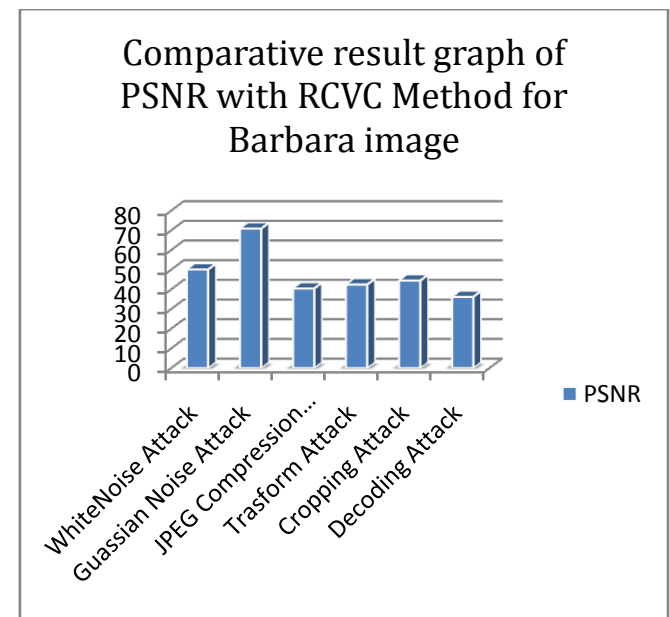 Comparative result graph of
PSNR with RCVC Method for
Barbara image
80
70
60
50
40
30
20
10
0
PSNR
WhiteNoise Attack
Guassian Noise Attack
JPEG Compression...
Trasform Attack
Cropping Attack
Decoding Attack